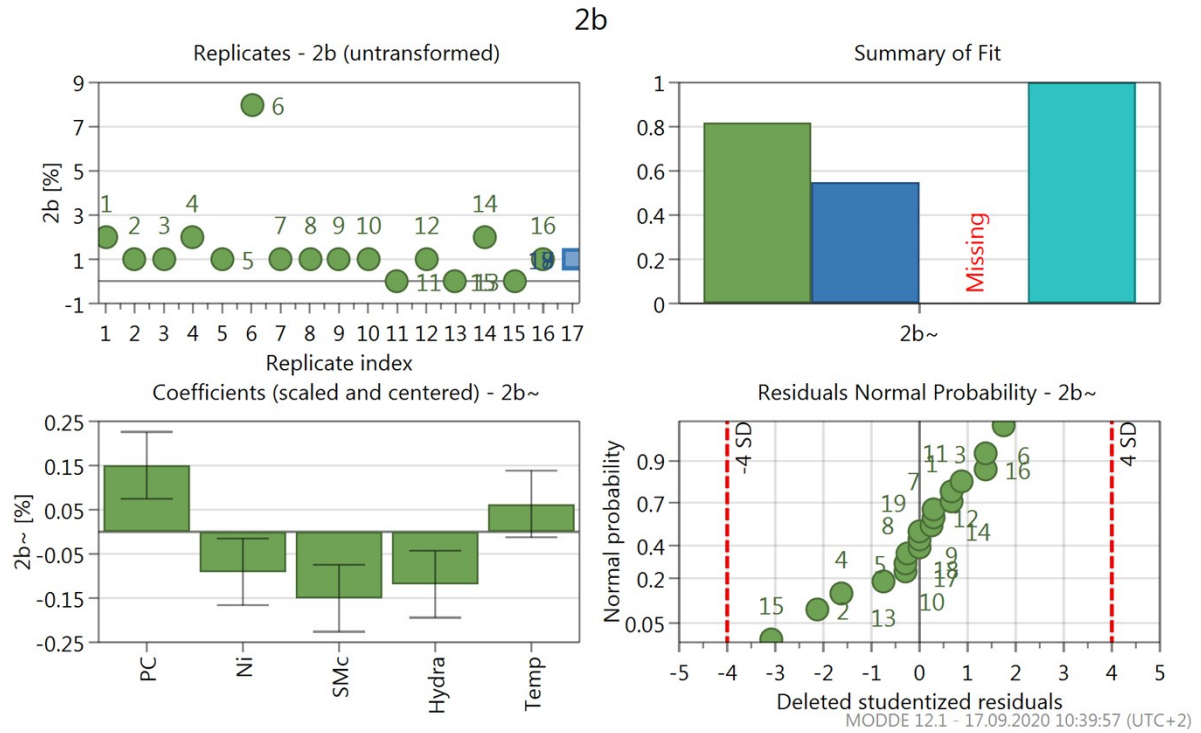 2b
Replicates - 2b (untransformed)
2b [%]
9
7
5
3
1
-1
1
2
3
4
5
6
7
8
9
10
11
12
13
14
15
16
1 2 3 4 5 6 7 8 9 10 11 12 13 14 15 16 17
Replicate index
Summary of Fit
1
0.8
0.6
0.4
0.2
0
Missing
2b~
Coefficients (scaled and centered) - 2b~
2b~ [%]
0.25
0.15
0.05
-0.05
-0.15
-0.25
PC
Ni
SMc
Hydra
Temp
Residuals Normal Probability - 2b~
Normal probability
0.9
0.7
0.4
0.2
0.05
-4 SD
4 SD
11 3 6
1 16
7
19 12
8 14
4 5 9
18
17
15 2 13 10
-5 -4 -3 -2 -1 0 1 2 3 4 5
Deleted studentized residuals
MODDE 12.1 - 17.09.2020 10:39:57 (UTC+2)